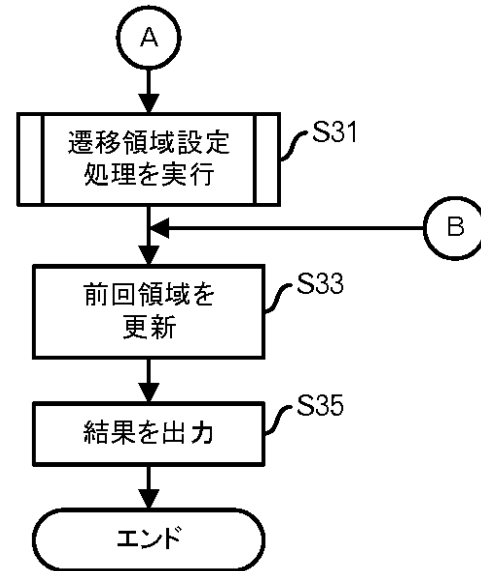 A
遷移領域設定
処理を実行
S31
B
前回領域を
更新
S33
結果を出力
S35
エンド